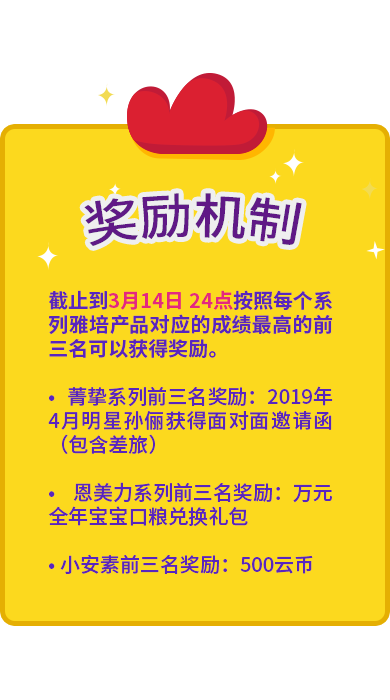 奖励机制
截止到3月14日 24点按照每个系
列雅培产品对应的成绩最高的前
三名可以获得奖励。
• 菁挚系列前三名奖励：2019年
4月明星孙俪获得面对面邀请函
（包含差旅）
• 恩美力系列前三名奖励：万元
全年宝宝口粮兑换礼包
• 小安素前三名奖励：500云币